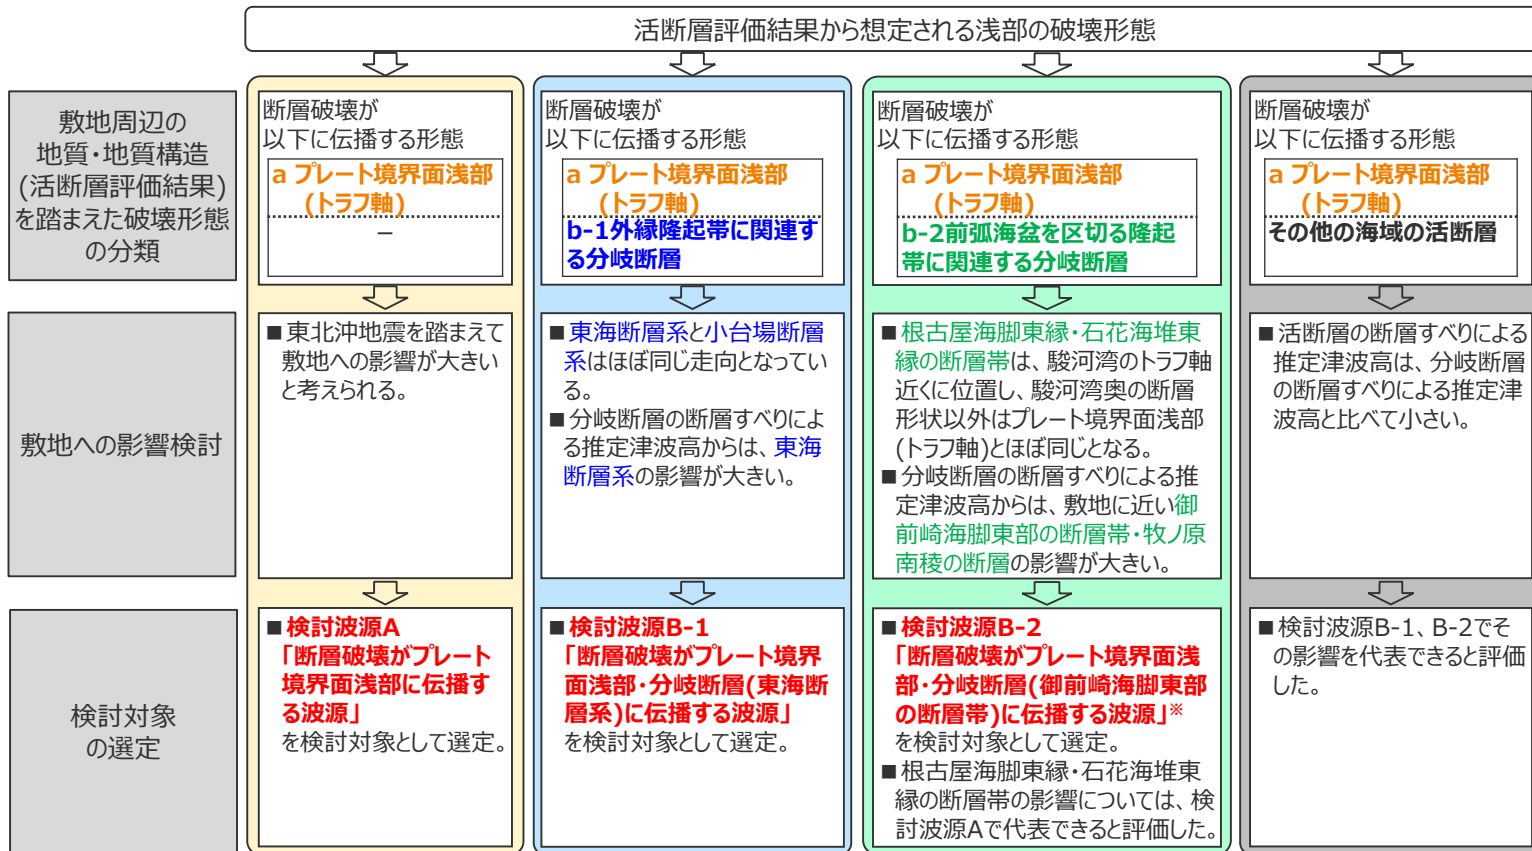 活断層評価結果から想定される浅部の破壊形態
敷地周辺の
地質・地質構造
(活断層評価結果)
を踏まえた破壊形態
の分類
断層破壊が
以下に伝播する形態
a プレート境界面浅部
(トラフ軸)
－
断層破壊が
以下に伝播する形態
a プレート境界面浅部
(トラフ軸)
b-1外縁隆起帯に関連す
る分岐断層
断層破壊が
以下に伝播する形態
a プレート境界面浅部
(トラフ軸)
b-2前弧海盆を区切る隆起
帯に関連する分岐断層
断層破壊が
以下に伝播する形態
a プレート境界面浅部
(トラフ軸)
その他の海域の活断層
敷地への影響検討
■東北沖地震を踏まえて
敷地への影響が大きい
と考えられる。
■東海断層系と小台場断層
系はほぼ同じ走向となってい
る。
■分岐断層の断層すべりによ
る推定津波高からは、東海
断層系の影響が大きい。
■根古屋海脚東縁・石花海堆東
縁の断層帯は、駿河湾のトラフ軸
近くに位置し、駿河湾奥の断層
形状以外はプレート境界面浅部
(トラフ軸)とほぼ同じとなる。
■分岐断層の断層すべりによる推
定津波高からは、敷地に近い御
前崎海脚東部の断層帯・牧ノ原
南稜の断層の影響が大きい。
■活断層の断層すべりによる
推定津波高は、分岐断層
の断層すべりによる推定津
波高と比べて小さい。
検討対象
の選定
■検討波源A
「断層破壊がプレート
境界面浅部に伝播す
る波源」
を検討対象として選定。
■検討波源B-1
「断層破壊がプレート境界
面浅部・分岐断層(東海断
層系)に伝播する波源」
を検討対象として選定。
■検討波源B-2
「断層破壊がプレート境界面浅
部・分岐断層(御前崎海脚東部
の断層帯)に伝播する波源」※
を検討対象として選定。
■根古屋海脚東縁・石花海堆東
縁の断層帯の影響については、検
討波源Aで代表できると評価した。
■検討波源B-1、B-2でそ
の影響を代表できると評価
した。